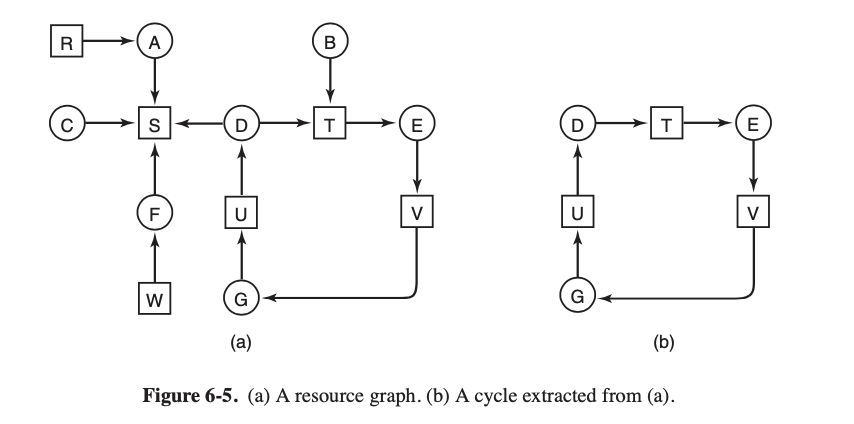 R A B
C S D T E D T E
F U V U V
W G G
(a) (b)
Figure 6-5. (a) A resource graph. (b) A cycle extracted from (a).